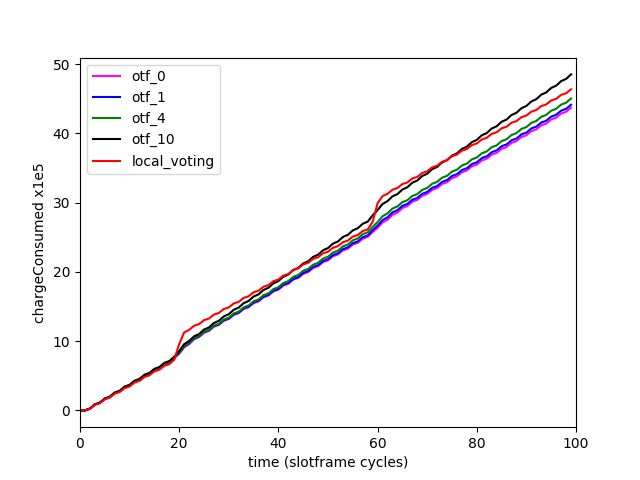 otf_0
otf_1
otf_4
otf_10
local_voting
50
40
30
20
10
0
chargeConsumed x1e5
0 20 40 60 80 100
time (slotframe cycles)